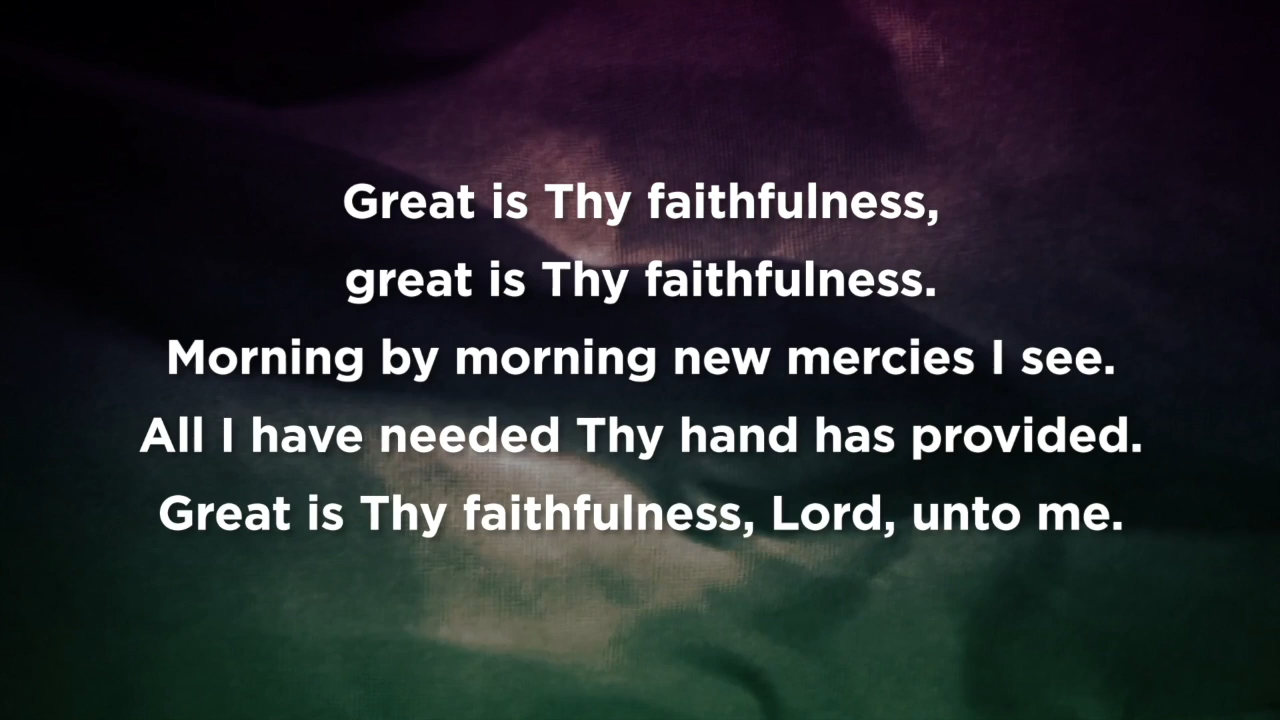 Great is Thy faithfulness,
great is Thy faithfulness.
Morning by morning new mercies I see.
All I have needed Thy hand has provided.
Great is Thy faithfulness, Lord, unto me.